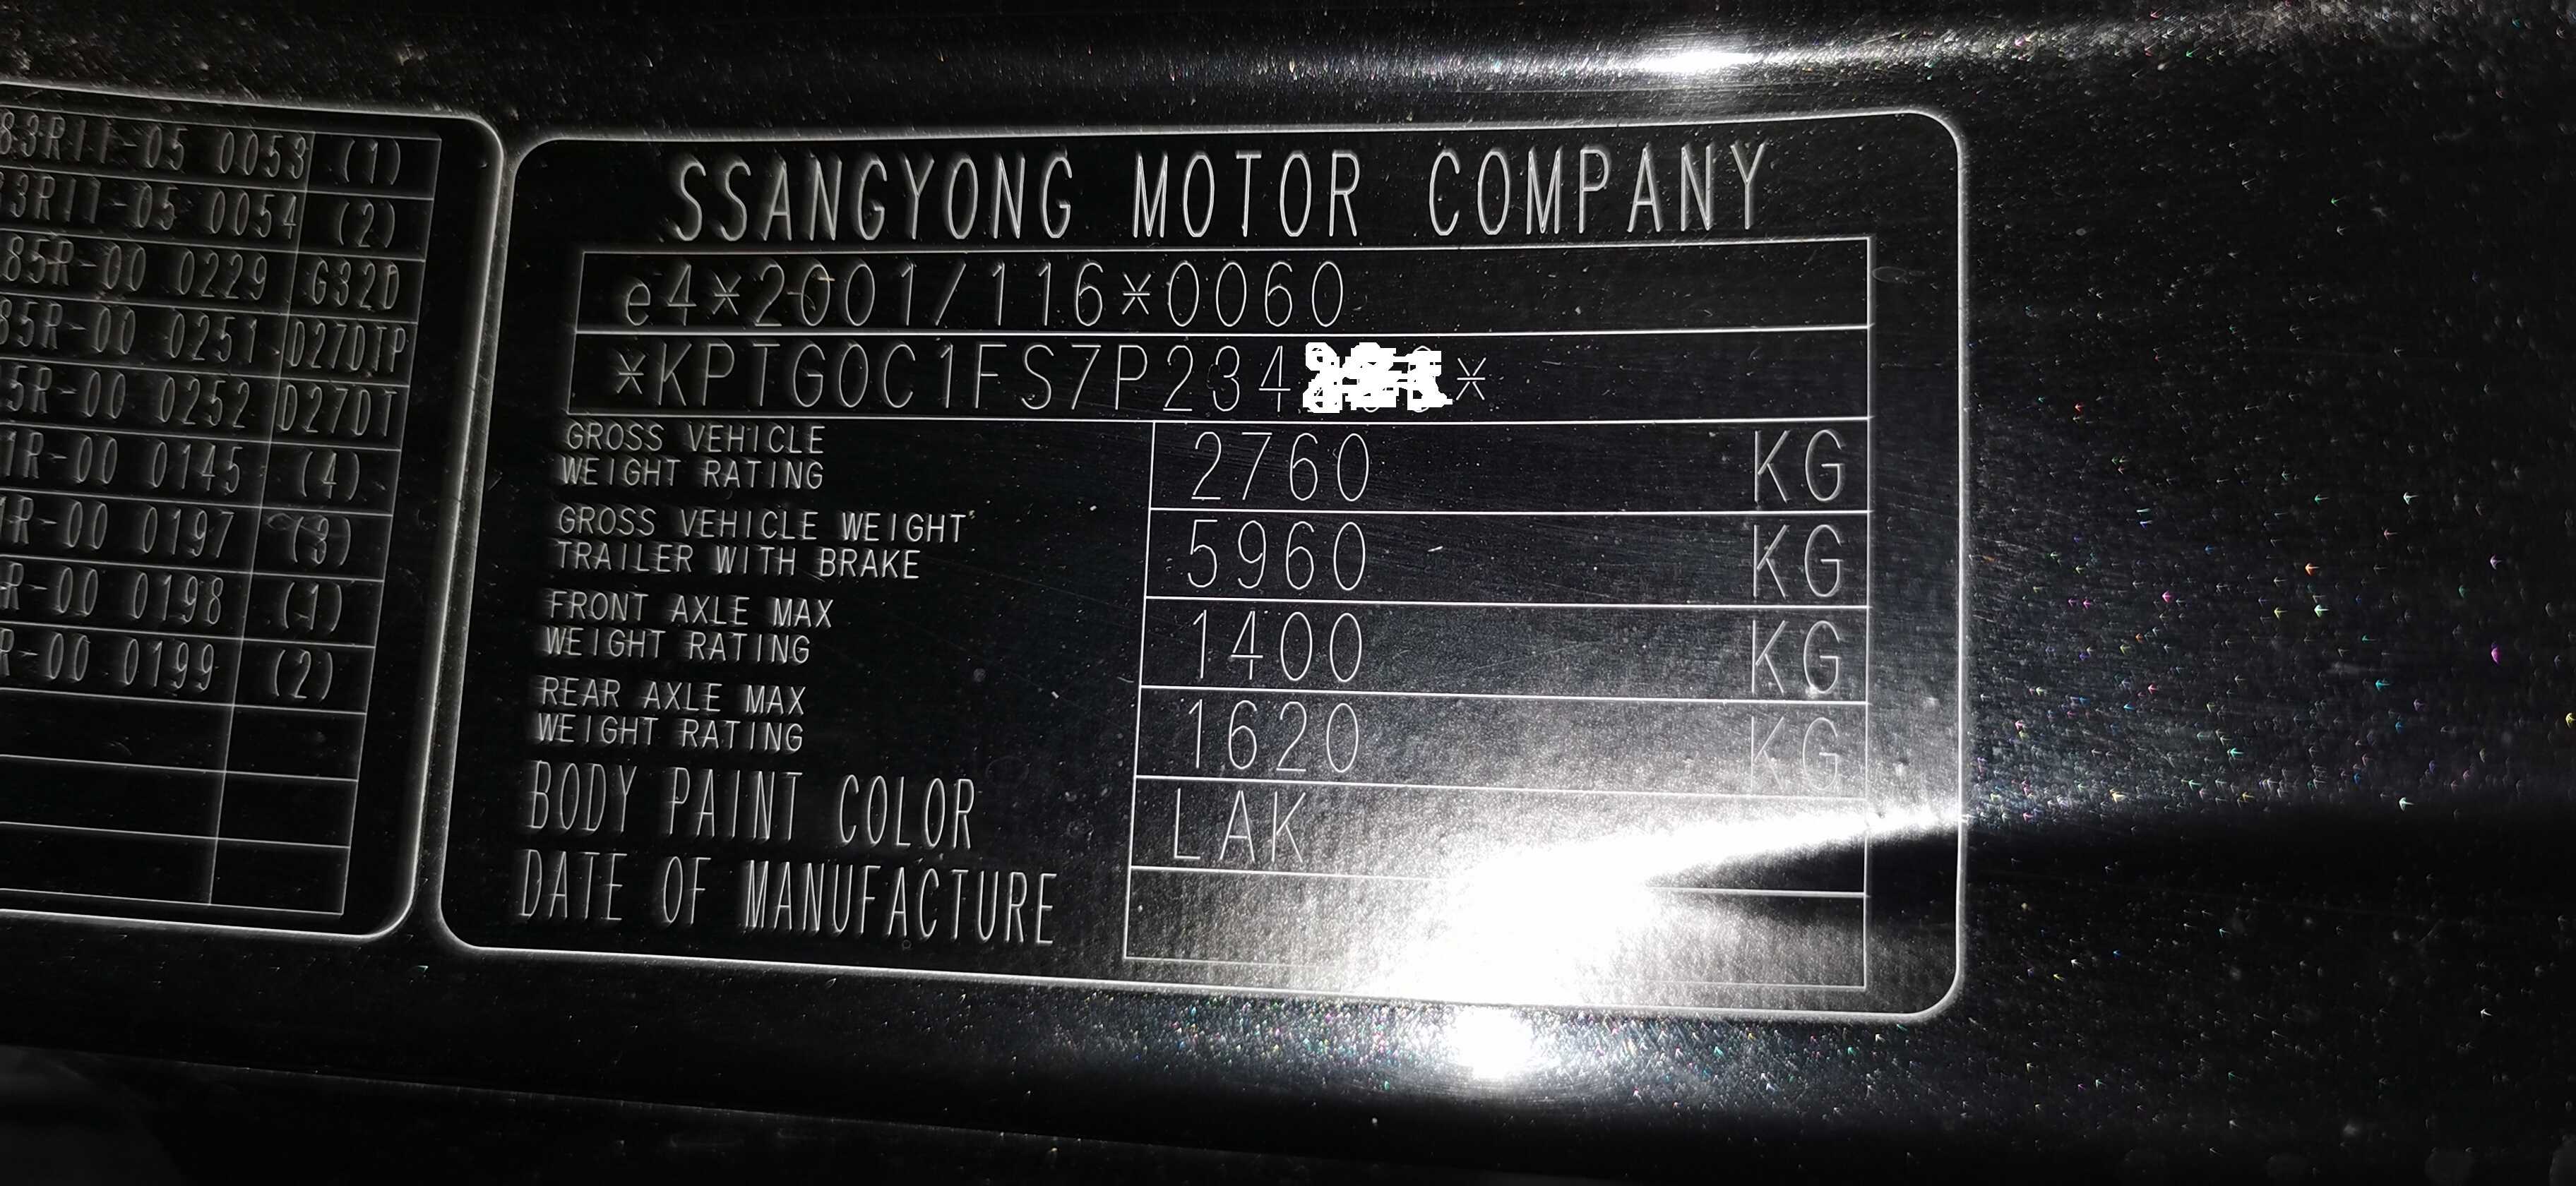 83R11-05 0053 (1)
83R11-05 0054 (2)
85R-00 0229 G32D
85R-00 0251 D27DTP
5R-00 0252 D27DT
1R-00 0145 (4)
R-00 0197 (3)
R-00 0198 (1)
R-00 0199 (2)
SSANGYONG MOTOR COMPANY
e4*2001/116*0060
*KPTG0C1FS7P234 *
GROSS VEHICLE
WEIGHT RATING 2760 KG
GROSS VEHICLE WEIGHT
TRAILER WITH BRAKE 5960 KG
FRONT AXLE MAX
WEIGHT RATING 1400 KG
REAR AXLE MAX
WEIGHT RATING 1620 KG
BODY PAINT COLOR LAK
DATE OF MANUFACTURE